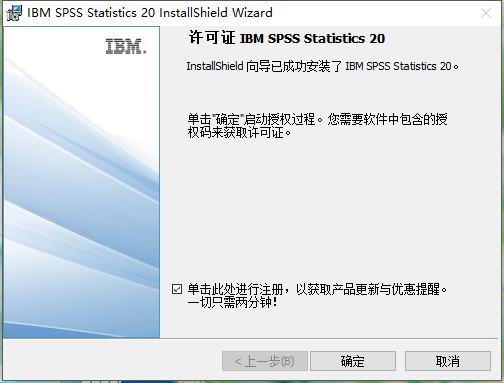 IBM SPSS Statistics 20 InstallShield Wizard
IBM.
许可证 IBM SPSS Statistics 20
InstallShield 向导已成功安装了 IBM SPSS Statistics 20。
单击"确定"启动授权过程。您需要软件中包含的授
权码来获取许可证。
单击此处进行注册，以获取产品更新与优惠提醒。
一切只需两分钟！
< 上一步(B)
确定
取消